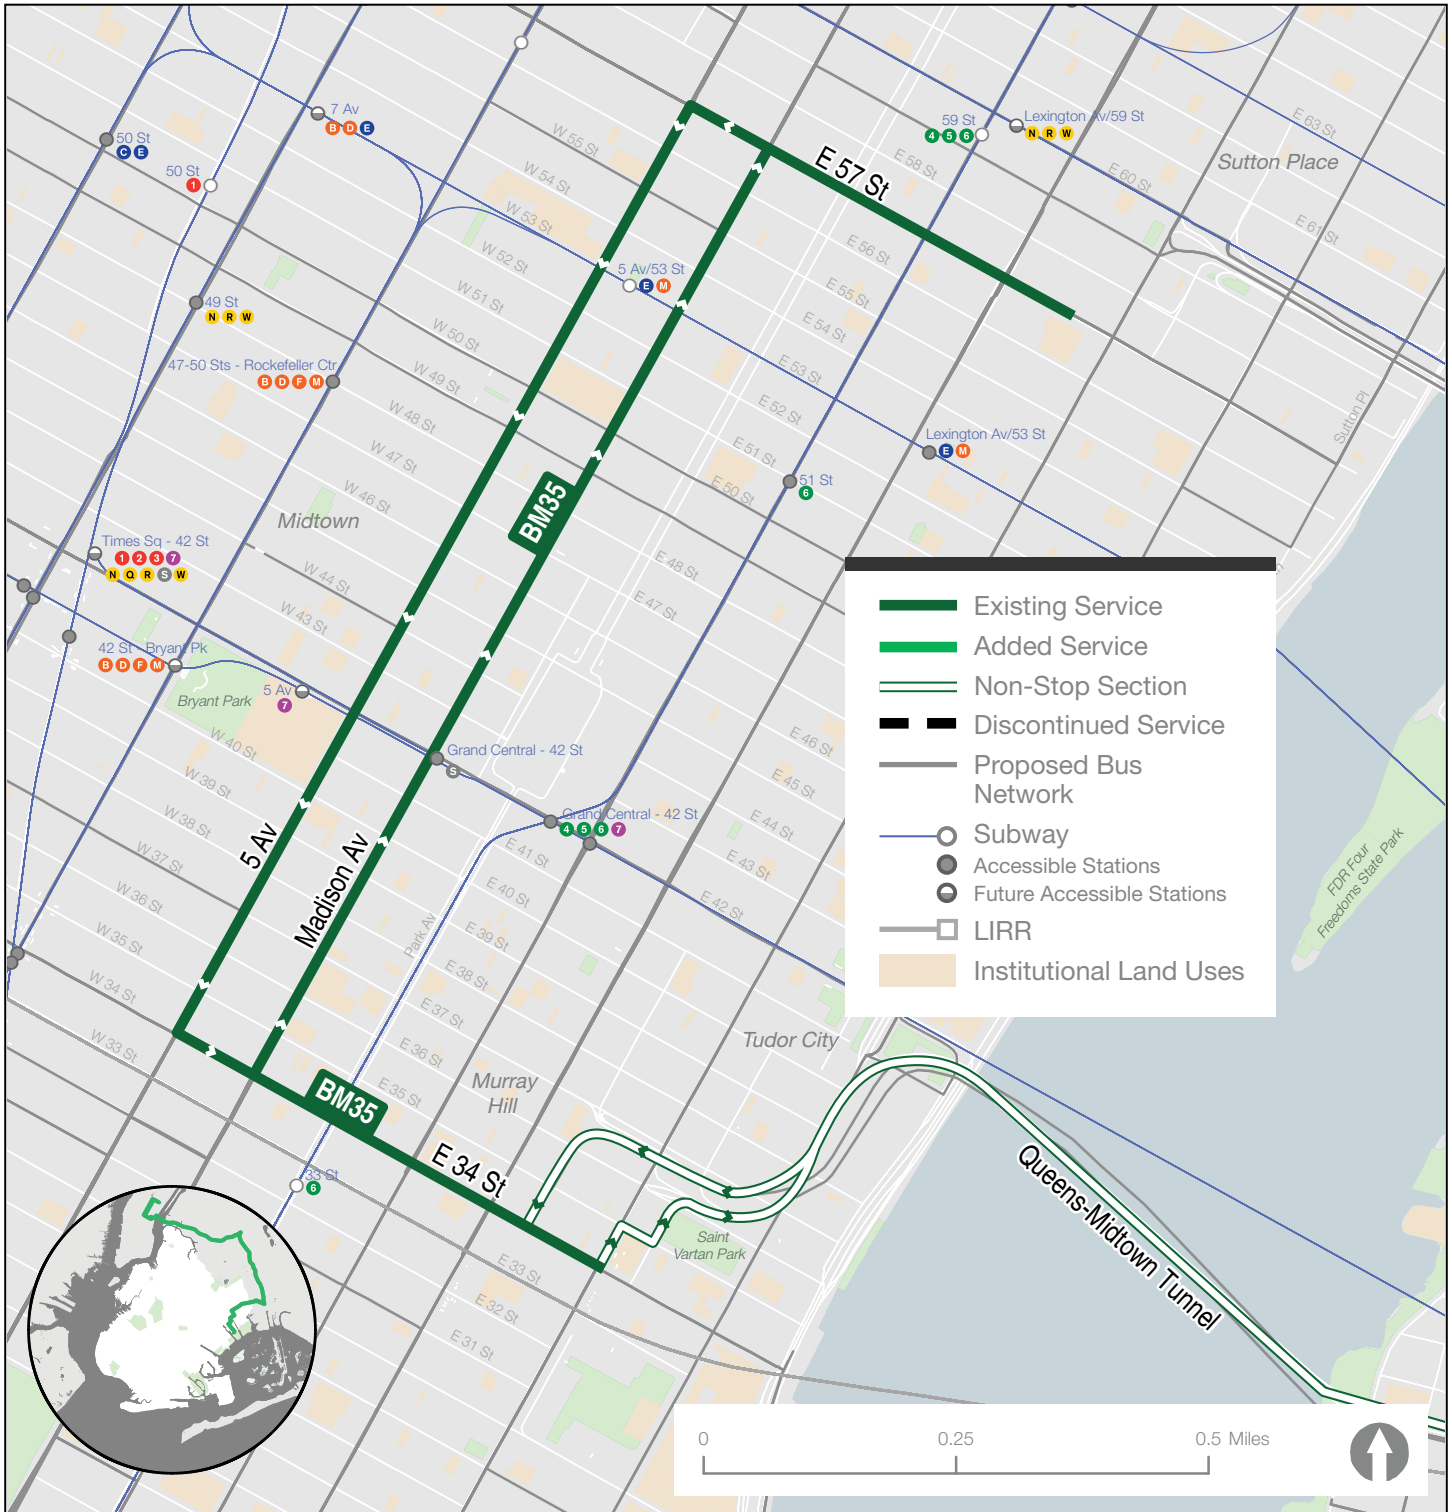 7 Av
B D E
50 St
C E
50 St
1
W 55 St
W 54 St
W 53 St
W 52 St
W 51 St
W 50 St
W 49 St
W 48 St
W 47 St
W 46 St
W 44 St
W 43 St
59 St
4 5 6
Lexington Av/59 St
N R W
E 63 St
Sutton Place
E 61 St
E 60 St
E 58 St
E 57 St
E 56 St
E 55 St
E 54 St
E 53 St
E 52 St
E 51 St
E 50 St
E 48 St
E 47 St
5 Av/53 St
E M
49 St
N R W
47-50 Sts - Rockefeller Ctr
B D F M
Sutton Pl
Lexington Av/53 St
E M
51 St
6
BM35
Midtown
Times Sq - 42 St
1 2 3 7
N Q R S W
42 St - Bryant Pk
B D F M
Bryant Park
5 Av
7
Grand Central - 42 St
S
Grand Central - 42 St
4 5 6 7
E 46 St
E 45 St
E 44 St
E 43 St
E 42 St
E 41 St
E 40 St
E 39 St
E 38 St
E 37 St
E 36 St
E 35 St
W 40 St
W 39 St
W 38 St
W 37 St
W 36 St
W 35 St
W 34 St
W 33 St
5 Av
Madison Av
Park Av
Existing Service
Added Service
Non-Stop Section
Discontinued Service
Proposed Bus
Network
Subway
Accessible Stations
Future Accessible Stations
LIRR
Institutional Land Uses
FDR Four
Freedoms State Park
Tudor City
Murray
Hill
BM35
E 34 St
33 St
6
Saint
Vartan Park
E 33 St
E 32 St
E 31 St
Queens-Midtown Tunnel
0 0.25 0.5 Miles